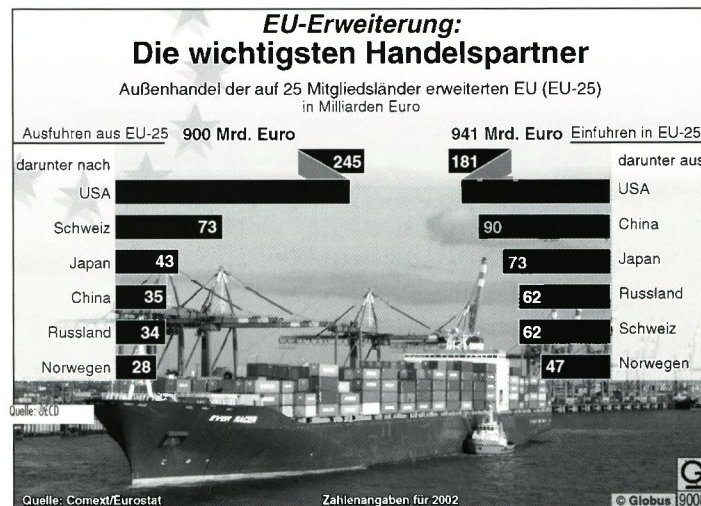 EU-Erweiterung:
Die wichtigsten Handelspartner
Außenhandel der auf 25 Mitgliedsländer erweiterten EU (EU-25)
in Milliarden Euro
Ausfuhren aus EU-25 900 Mrd. Euro
941 Mrd. Euro Einfuhren in EU-25
darunter nach 245
USA
Schweiz 73
Japan 43
China 35
Russland 34
Norwegen 28
181 darunter aus
USA
90 China
73 Japan
62 Russland
62 Schweiz
47 Norwegen
Quelle: OECD
EVER RACER
Quelle: Comext/Eurostat
Zahlenangaben für 2002
G
© Globus 9008